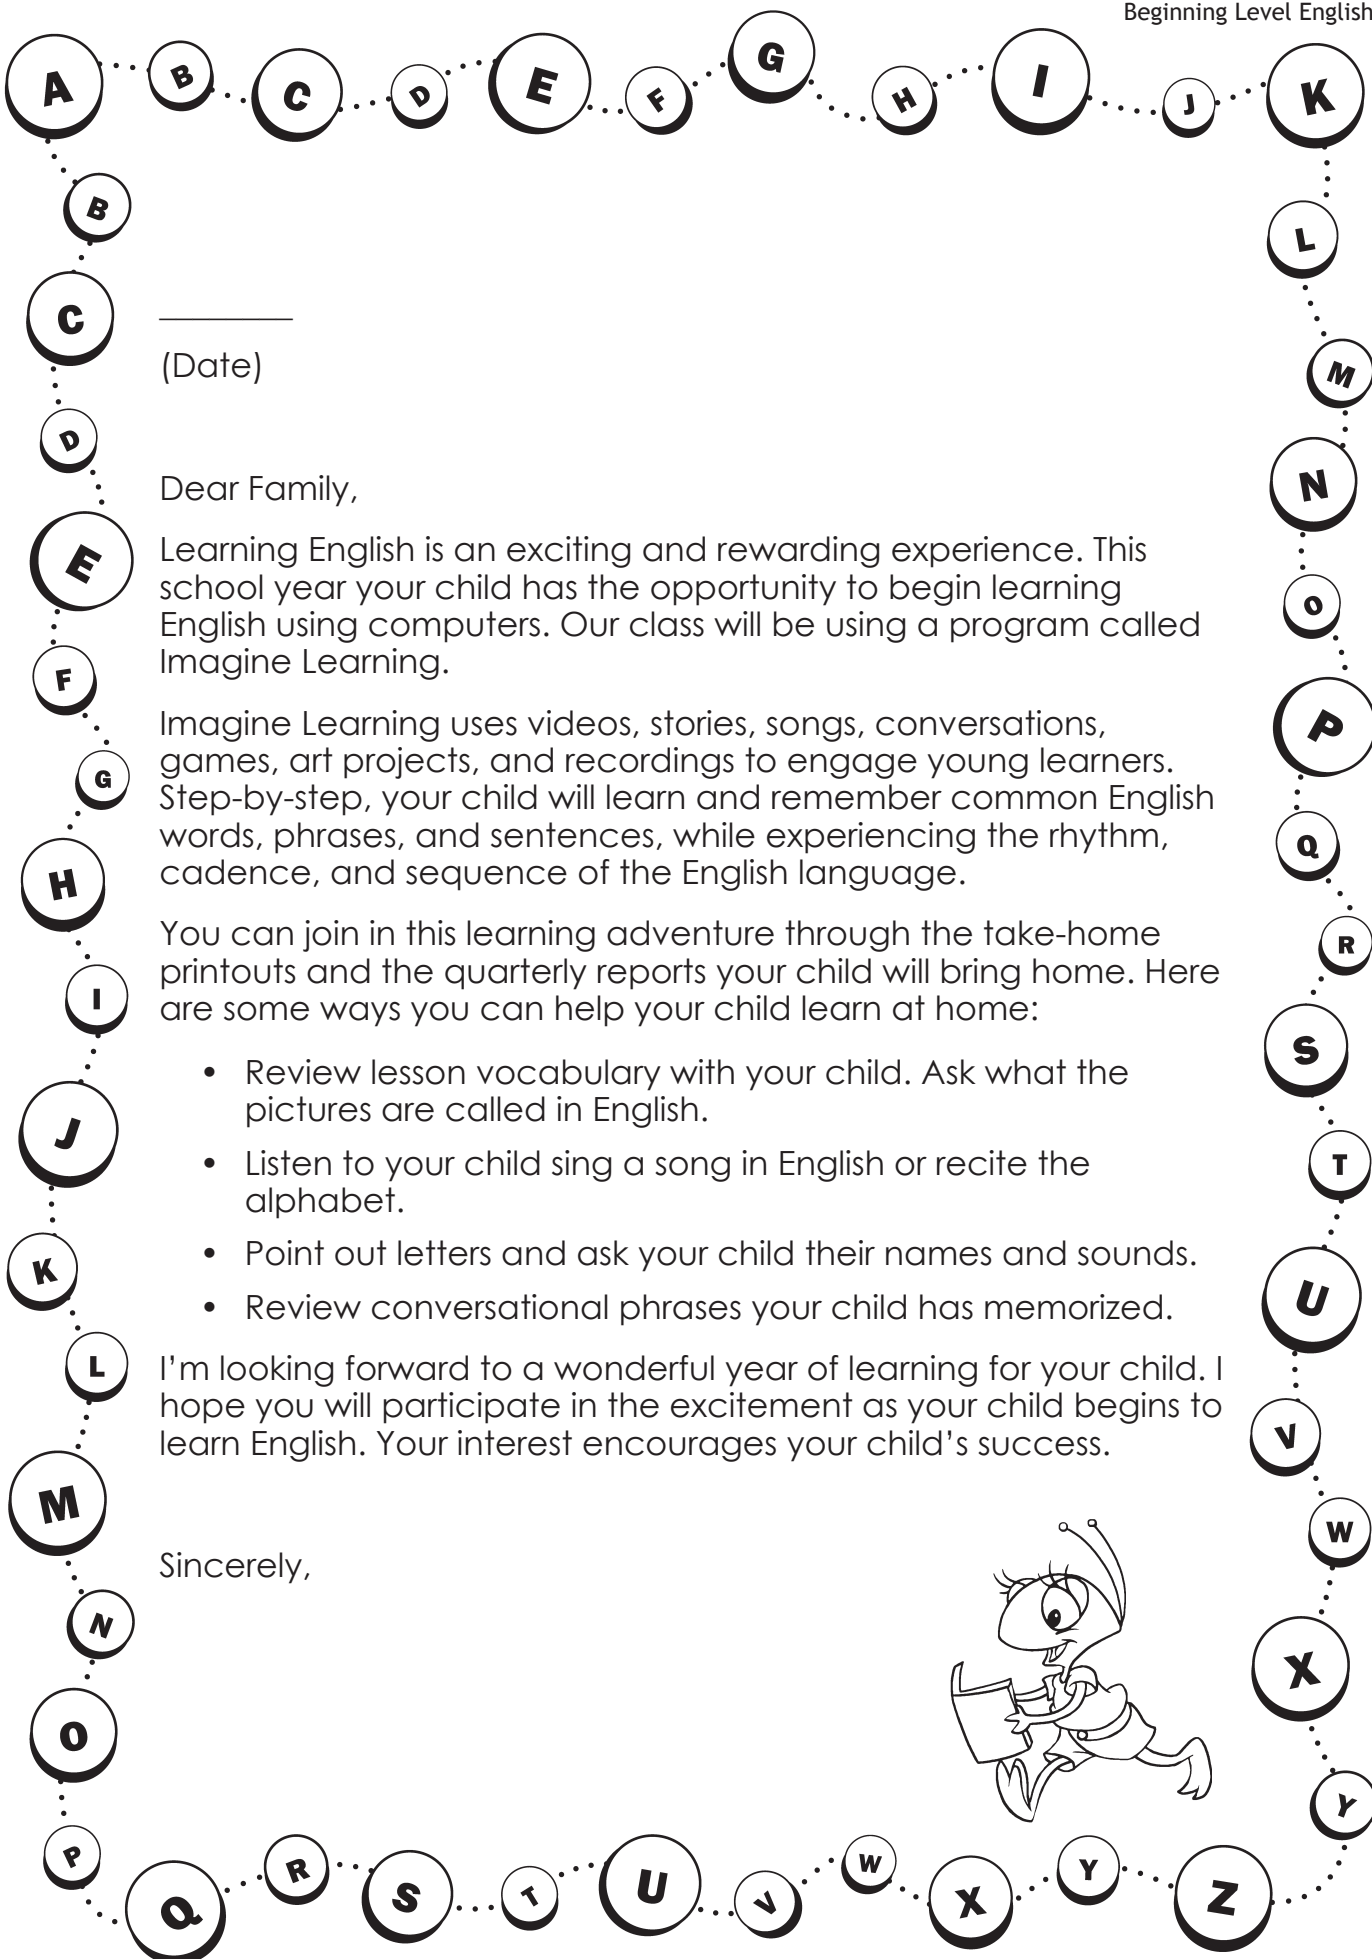 Beginning Level English
A B C D E F G H I J K
B
L
C
(Date)
M
D
Dear Family,
N
Learning English is an exciting and rewarding experience. This
E
school year your child has the opportunity to begin learning
O
English using computers. Our class will be using a program called
Imagine Learning.
F
Imagine Learning uses videos, stories, songs, conversations,
P
games, art projects, and recordings to engage young learners.
G
Step-by-step, your child will learn and remember common English
words, phrases, and sentences, while experiencing the rhythm,
Q
cadence, and sequence of the English language.
H
You can join in this learning adventure through the take-home
R
printouts and the quarterly reports your child will bring home. Here
I
are some ways you can help your child learn at home:
S
• Review lesson vocabulary with your child. Ask what the
pictures are called in English.
J
• Listen to your child sing a song in English or recite the
T
alphabet.
• Point out letters and ask your child their names and sounds.
K
• Review conversational phrases your child has memorized.
U
I'm looking forward to a wonderful year of learning for your child. I
L
hope you will participate in the excitement as your child begins to
learn English. Your interest encourages your child's success.
V
M
W
Sincerely,
N
X
O
Y
P Q R S T U V W X Y Z